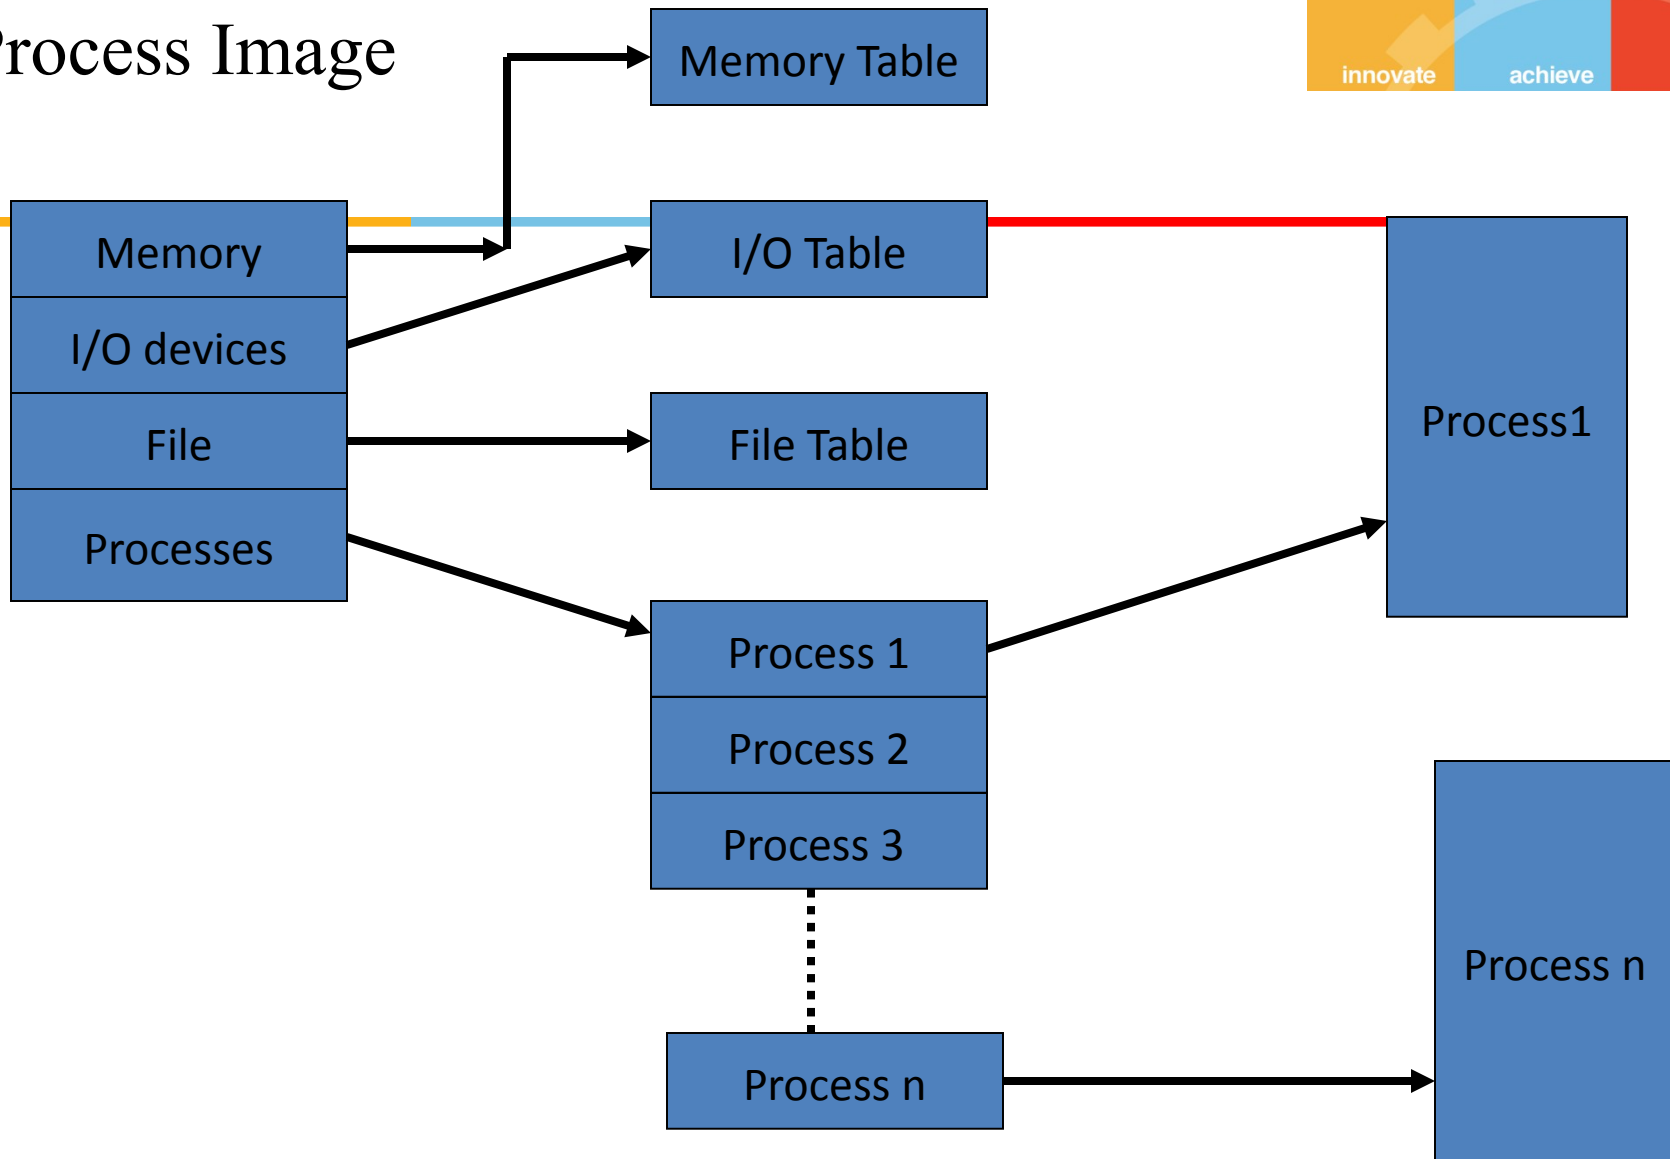 Process Image
innovate
achieve
Memory Table
Memory
I/O Table
I/O devices
File
File Table
Process1
Processes
Process 1
Process 2
Process 3
Process n
Process n